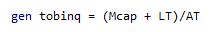 gen tobinq = (Mcap + LT)/AT